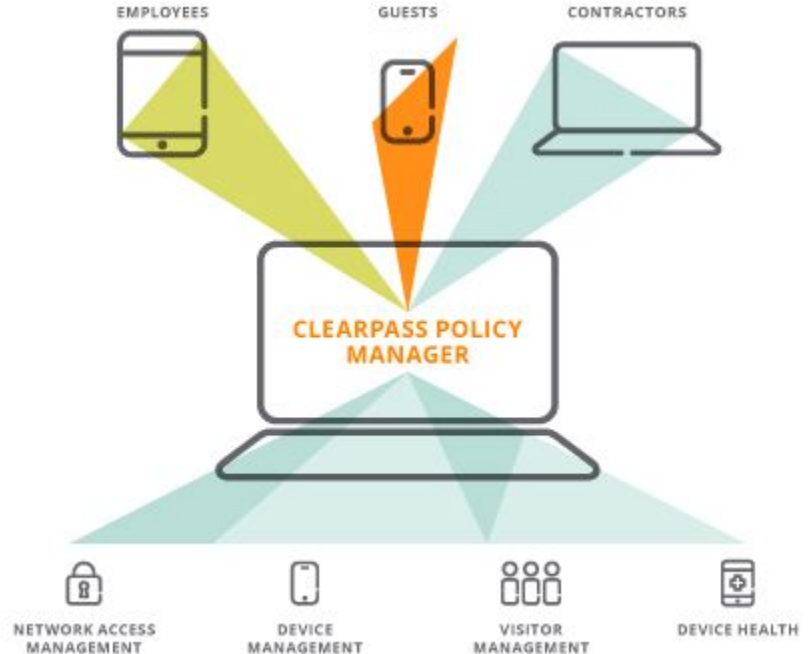 EMPLOYEES
GUESTS
CONTRACTORS
CLEARPASS POLICY
MANAGER
NETWORK ACCESS
MANAGEMENT
DEVICE
MANAGEMENT
VISITOR
MANAGEMENT
DEVICE HEALTH